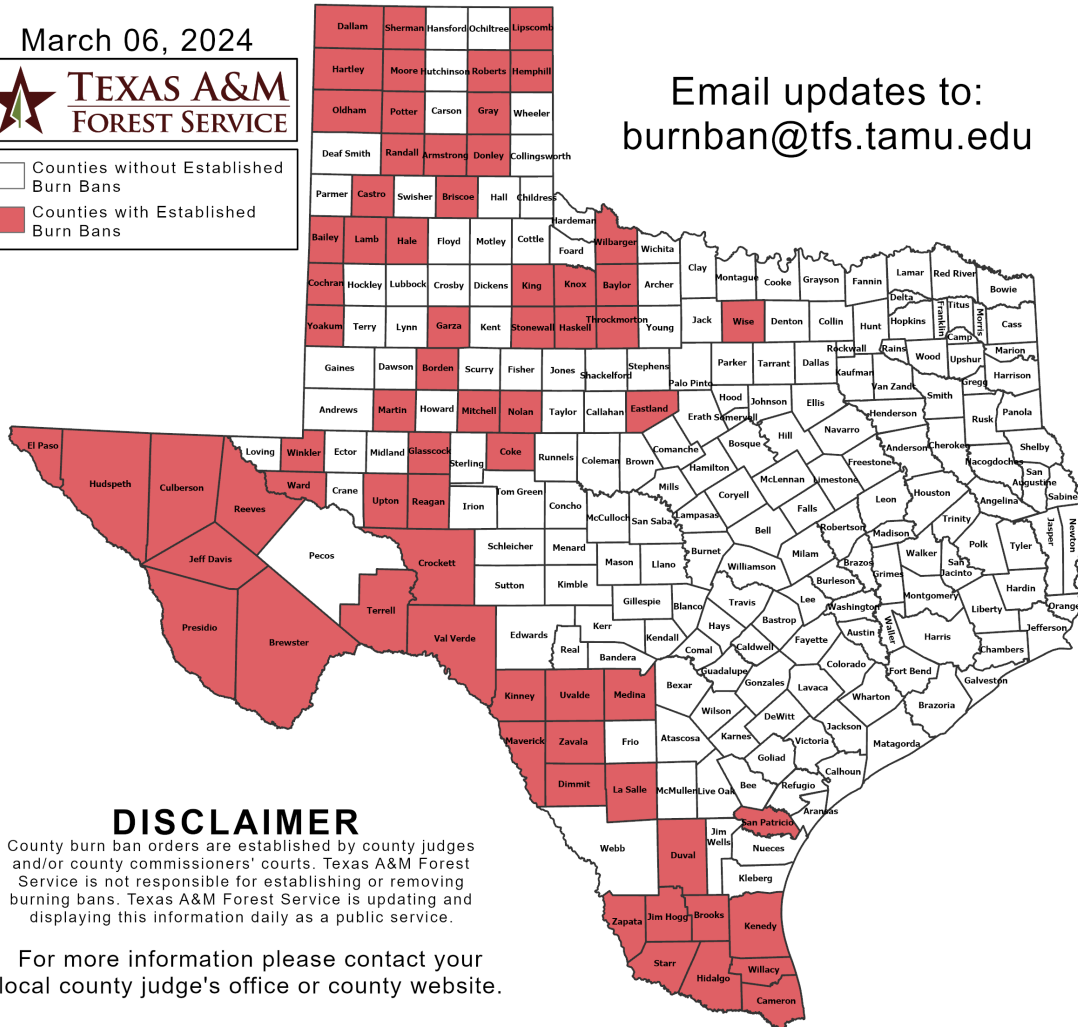 March 06, 2024
TEXAS A&M
FOREST SERVICE
Counties without Established
Burn Bans
Counties with Established
Burn Bans
Email updates to:
burnban@tfs.tamu.edu
Dallam Sherman Hansford Ochiltree Lipscomb
Hartley Moore Hutchinson Roberts Hemphill
Oldham Potter Carson Gray Wheeler
Deaf Smith Randall Armstrong Donley Collingsworth
Parmer Castro Swisher Briscoe Hall Childress
Hardeman
Bailey Lamb Hale Floyd Motley Cottle Foard Wilbarger Wichita
Clay Montague Cooke Grayson Fannin Lamar Red River Bowie
Cochran Hockley Lubbock Crosby Dickens King Knox Baylor Archer
Delta Franklin Titus Morris
Yoakum Terry Lynn Garza Kent Stonewall Haskell Throckmorton Young Jack Wise Denton Collin Hunt Hopkins Camp Cass
Rockwall Rains Wood Upshur Marion
Gaines Dawson Borden Scurry Fisher Jones Shackelford Stephens Palo Pinto Parker Tarrant Dallas Kaufman Van Zandt Gregg Harrison
Andrews Martin Howard Mitchell Nolan Taylor Callahan Eastland Erath Hood Somervell Johnson Ellis Henderson Smith Rusk Panola
El Paso Hudspeth Culberson Reeves Loving Winkler Ector Midland Glasscock Sterling Coke Runnels Coleman Brown Comanche Bosque Hill Navarro Anderson Cherokee Nacogdoches Shelby
Ward Crane Upton Reagan Irion Tom Green Concho McCulloch San Saba Mills Hamilton Coryell McLennan Limestone Freestone Leon Houston Angelina San
Augustine Sabine
Jeff Davis Pecos Crockett Schleicher Menard Mason Llano Lampasas Burnet Bell Falls Robertson Madison Trinity Polk Tyler Jasper Newton
Terrell Sutton Kimble Williamson Milam Brazos Grimes Walker San
Jacinto Hardin
Presidio Brewster Val Verde Edwards Real Kerr Bandera Gillespie Kendall Blanco Hays Travis Bastrop Lee Burleson Washington Montgomery Liberty Orange
Comal Caldwell Fayette Austin Waller Harris Chambers Jefferson
Kinney Uvalde Medina Bexar Guadalupe Gonzales Lavaca Colorado Fort Bend Galveston
Wilson DeWitt Wharton Brazoria
Maverick Zavala Frio Atascosa Karnes Victoria Jackson Matagorda
Goliad Calhoun
Dimmit La Salle McMullen Live Oak Bee Refugio Aransas
San Patricio
Webb Duval Jim
Wells Nueces
Kleberg
Zapata Jim Hogg Brooks Kenedy
Starr Hidalgo Willacy
Cameron
DISCLAIMER
County burn ban orders are established by county judges
and/or county commissioners' courts. Texas A&M Forest
Service is not responsible for establishing or removing
burning bans. Texas A&M Forest Service is updating and
displaying this information daily as a public service.
For more information please contact your
local county judge's office or county website.